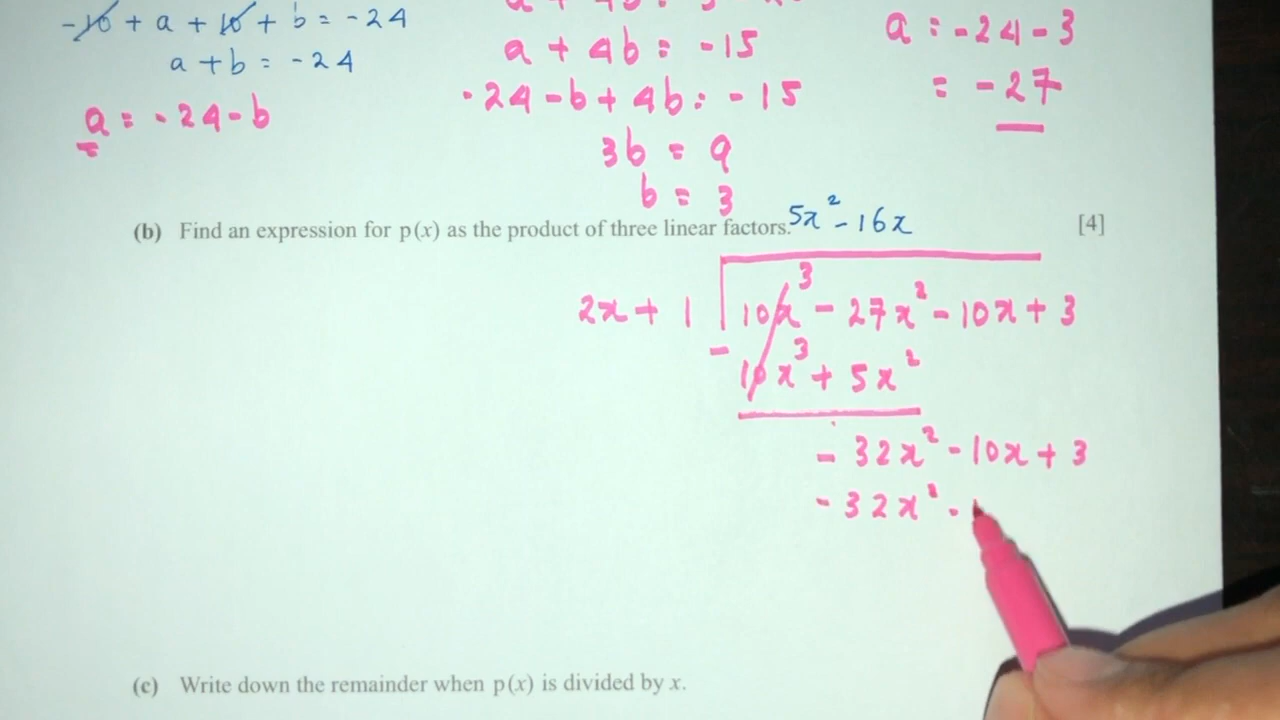 -10 + a + 10 + b = -24
a + b = -24
a = -24 - b
a + 4b = -15
-24 - b + 4b = -15
3b = 9
b = 3
a = -24 - 3
= -27
(b) Find an expression for p(x) as the product of three linear factors. [4]
5x² - 16x
2x + 1 10x³ - 27x² - 10x + 3
- 10x³ + 5x²
- 32x² - 10x + 3
- 32x² -
(c) Write down the remainder when p(x) is divided by x.